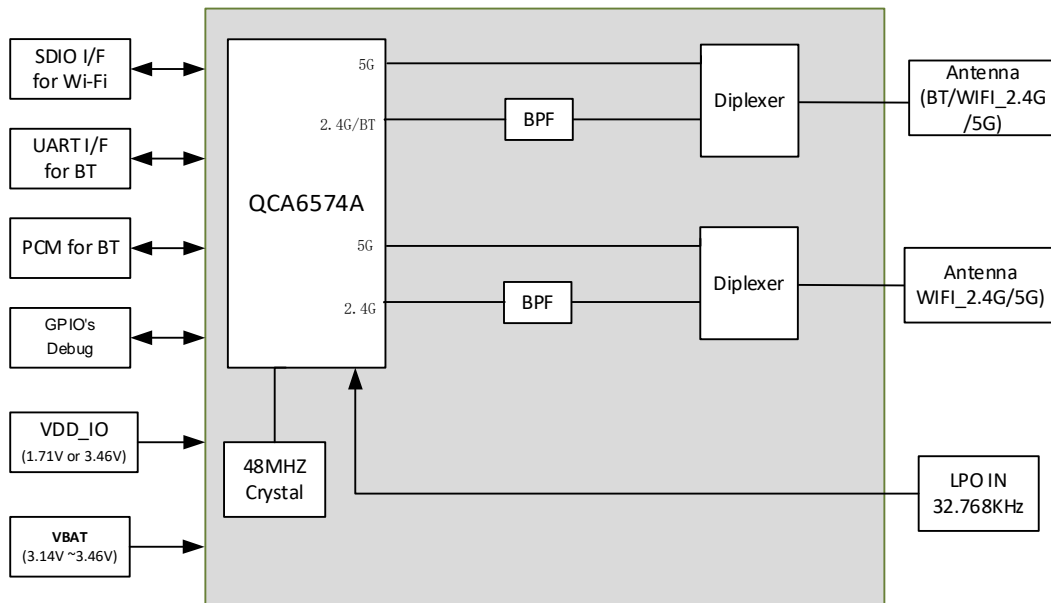 SDIO I/F
for Wi-Fi
UART I/F
for BT
PCM for BT
GPIO's
Debug
VDD_IO
(1.71V or 3.46V)
VBAT
(3.14V ~3.46V)
QCA6574A
5G
2.4G/BT
5G
2.4G
48MHZ
Crystal
BPF
BPF
Diplexer
Diplexer
Antenna
(BT/WIFI_2.4G
/5G)
Antenna
WIFI_2.4G/5G)
LPO IN
32.768KHz